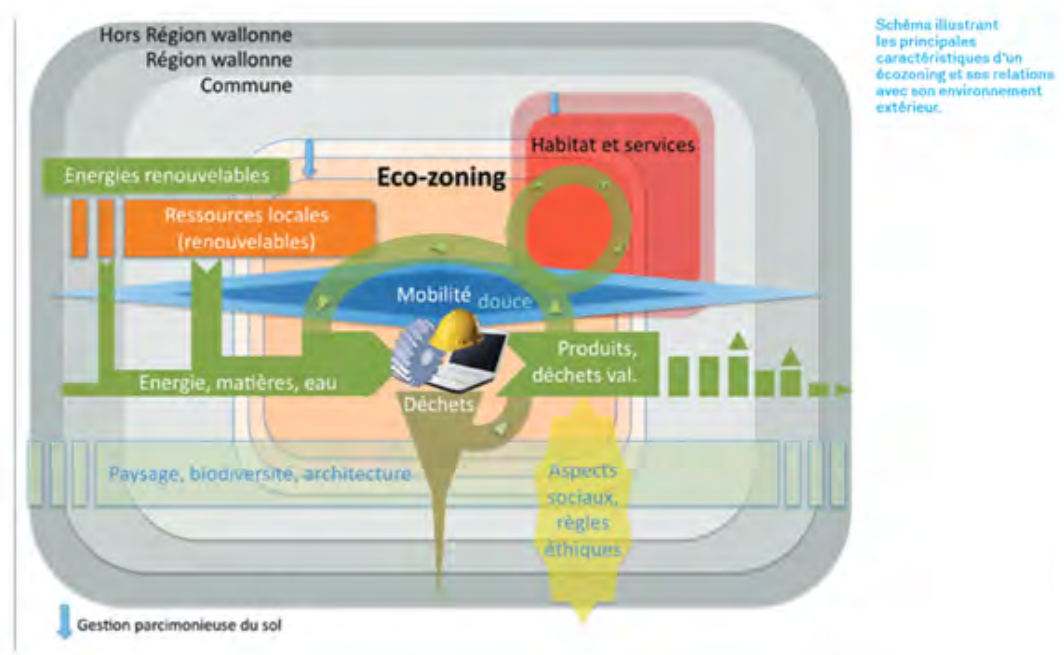 Hors Région wallonne
Région wallonne
Commune
Schéma illustrant
les principales
caractéristiques d'un
écozoning et ses relations
avec son environnement
extérieur.
Habitat et services
Energies renouvelables
Eco-zoning
Ressources locales
(renouvelables)
Mobilité douce
Produits,
déchets val.
Energie, matières, eau
Déchets
Paysage, biodiversite, architecture
Aspects
sociaux,
règles
éthiques
Gestion parcimonieuse du sol